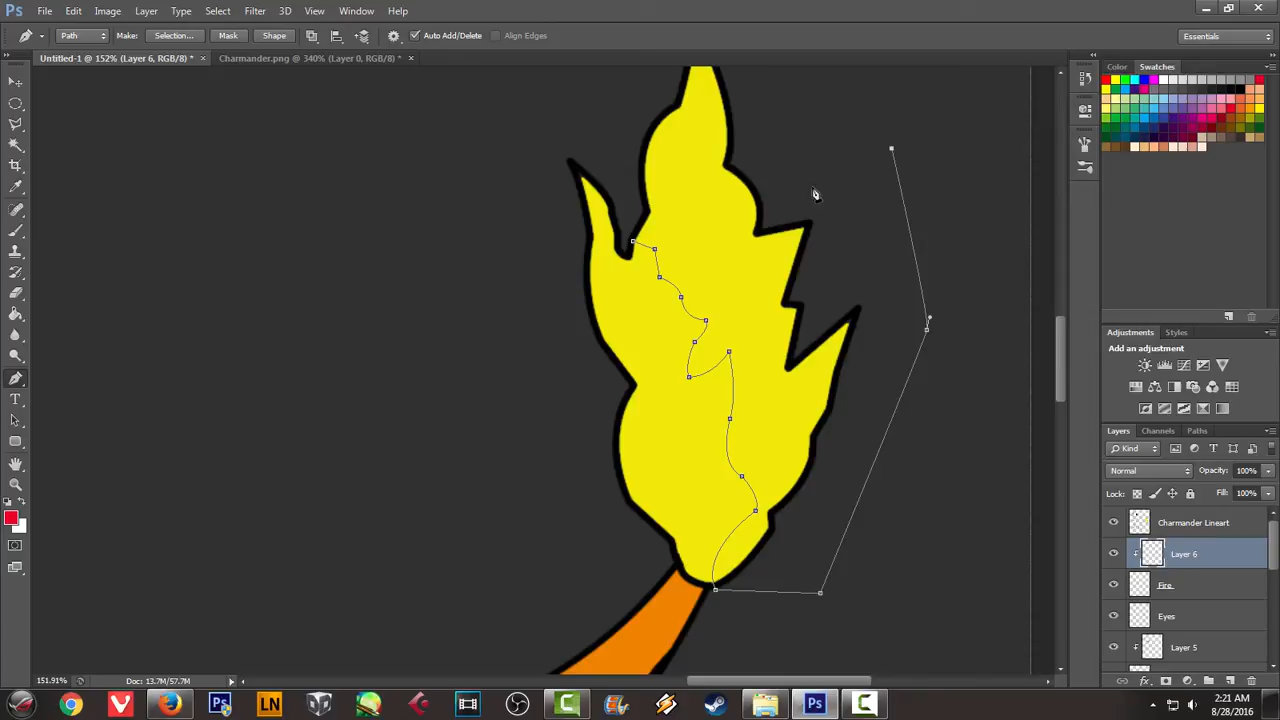 Ps File Edit Image Layer Type Select Filter 3D View Window Help
Path Make: Selection... Mask Shape Auto Add/Delete Align Edges Essentials
Untitled-1 @ 152% (Layer 6, RGB/8) * × Charmander.png @ 340% (Layer 0, RGB/8) * ×
Color Swatches
Adjustments Styles
Add an adjustment
Layers Channels Paths
Kind
Normal Opacity: 100%
Lock: Fill: 100%
Charmander Lineart
Layer 6
Fire
Eyes
Layer 5
151.91% Doc: 13.7M/57.7M
Ps LN Ps
2:21 AM
8/28/2016